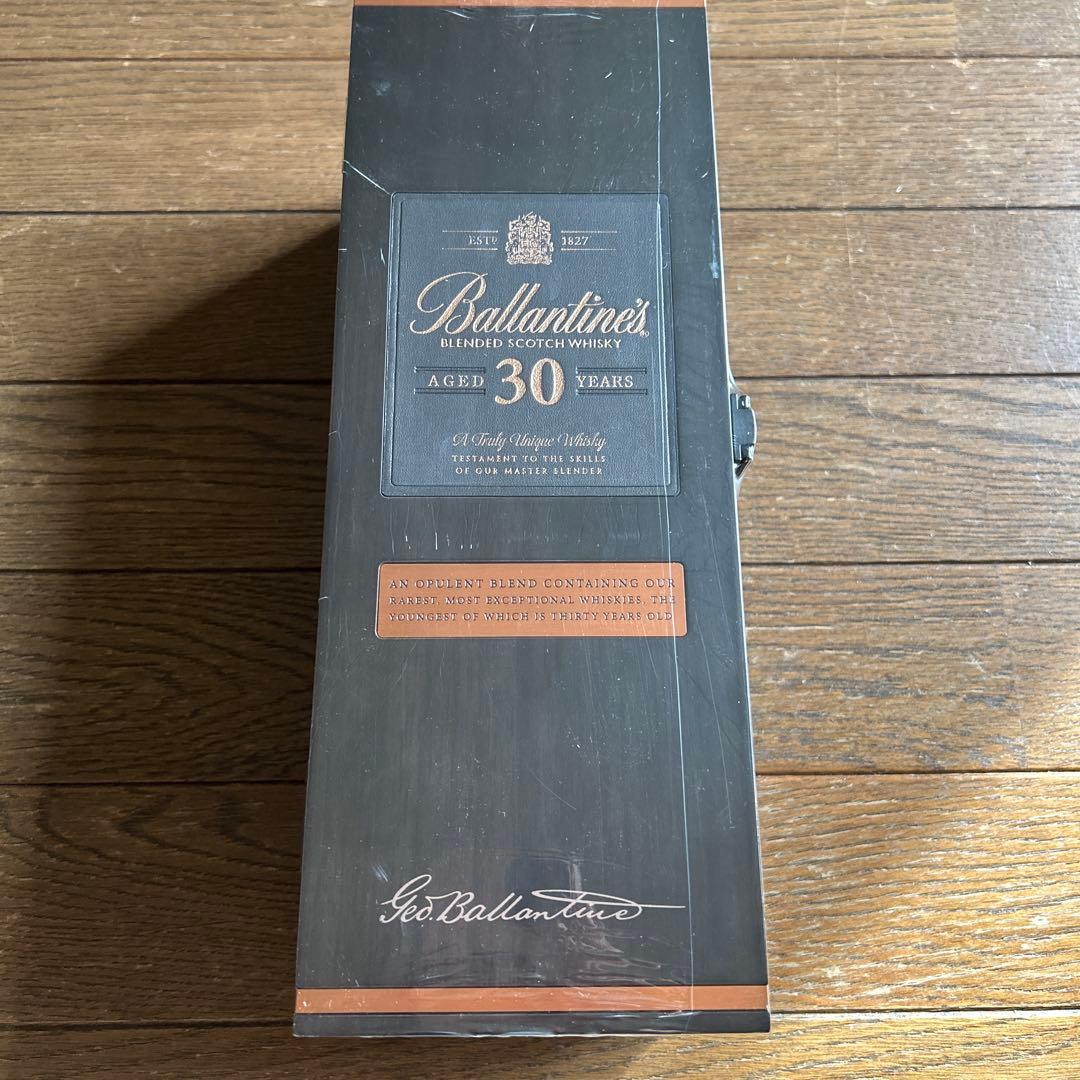 ESTD 1827
Ballantine's®
BLENDED SCOTCH WHISKY
AGED 30 YEARS
A Truly Unique Whisky
TESTAMENT TO THE SKILLS
OF OUR MASTER BLENDER
AN OPULENT BLEND CONTAINING OUR
RAREST, MOST EXCEPTIONAL WHISKIES, THE
YOUNGEST OF WHICH IS THIRTY YEARS OLD
Geo. Ballantine